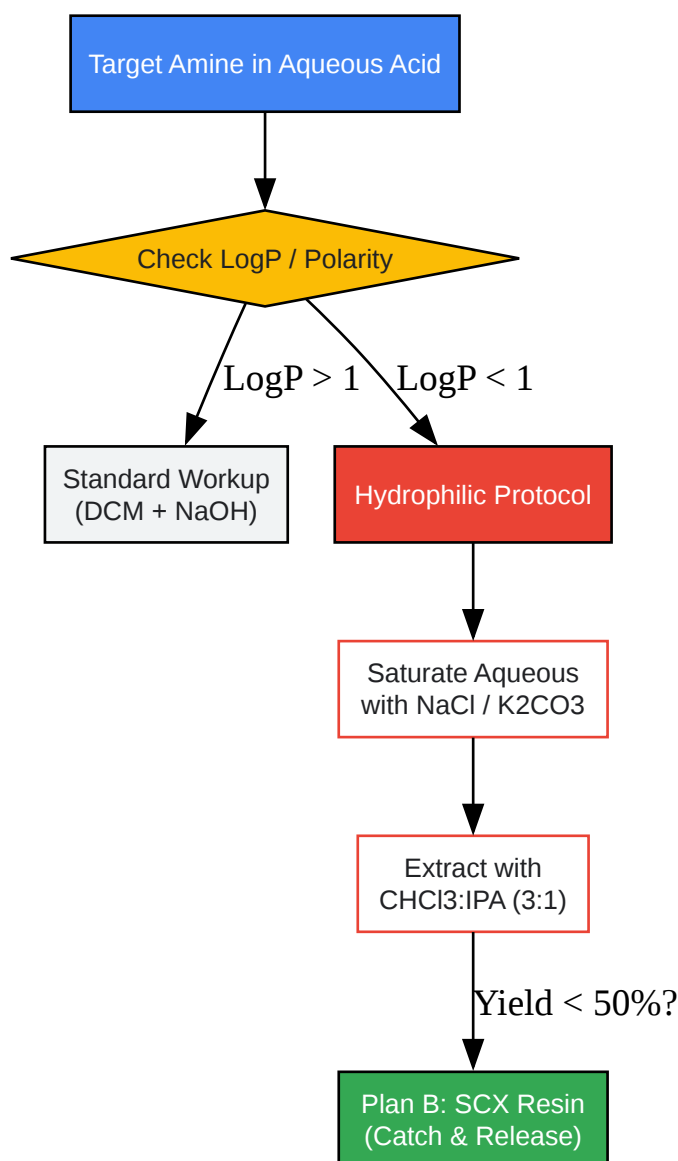 Target Amine in Aqueous Acid
Check LogP / Polarity
LogP > 1
LogP < 1
Standard Workup
(DCM + NaOH)
Hydrophilic Protocol
Saturate Aqueous
with NaCl / K2CO3
Extract with
CHCl3:IPA (3:1)
Yield < 50%?
Plan B: SCX Resin
(Catch & Release)